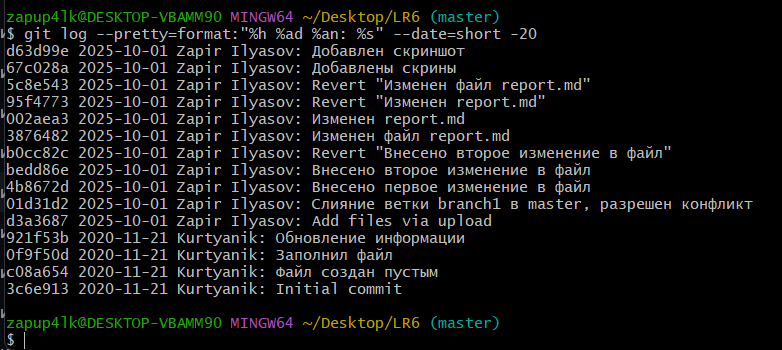 zapup4lk@DESKTOP-VBAMM90 MINGW64 ~/Desktop/LR6 (master)
$ git log --pretty=format:"%h %ad %an: %s" --date=short -20
d63d99e 2025-10-01 Zapir Ilyasov: Добавлен скриншот
67c028a 2025-10-01 Zapir Ilyasov: Добавлены скрины
5c8e543 2025-10-01 Zapir Ilyasov: Revert "Изменен файл report.md"
95f4773 2025-10-01 Zapir Ilyasov: Revert "Изменен report.md"
002aea3 2025-10-01 Zapir Ilyasov: Изменен report.md
3876482 2025-10-01 Zapir Ilyasov: Изменен файл report.md
b0cc82c 2025-10-01 Zapir Ilyasov: Revert "Внесено второе изменение в файл"
bedd86e 2025-10-01 Zapir Ilyasov: Внесено второе изменение в файл
4b8672d 2025-10-01 Zapir Ilyasov: Внесено первое изменение в файл
01d31d2 2025-10-01 Zapir Ilyasov: Слияние ветки branch1 в master, разрешен конфликт
d3a3687 2025-10-01 Zapir Ilyasov: Add files via upload
921f53b 2020-11-21 Kurtyanik: Обновление информации
0f9f50d 2020-11-21 Kurtyanik: Заполнил файл
c08a654 2020-11-21 Kurtyanik: Файл создан пустым
3c6e913 2020-11-21 Kurtyanik: Initial commit
zapup4lk@DESKTOP-VBAMM90 MINGW64 ~/Desktop/LR6 (master)
$